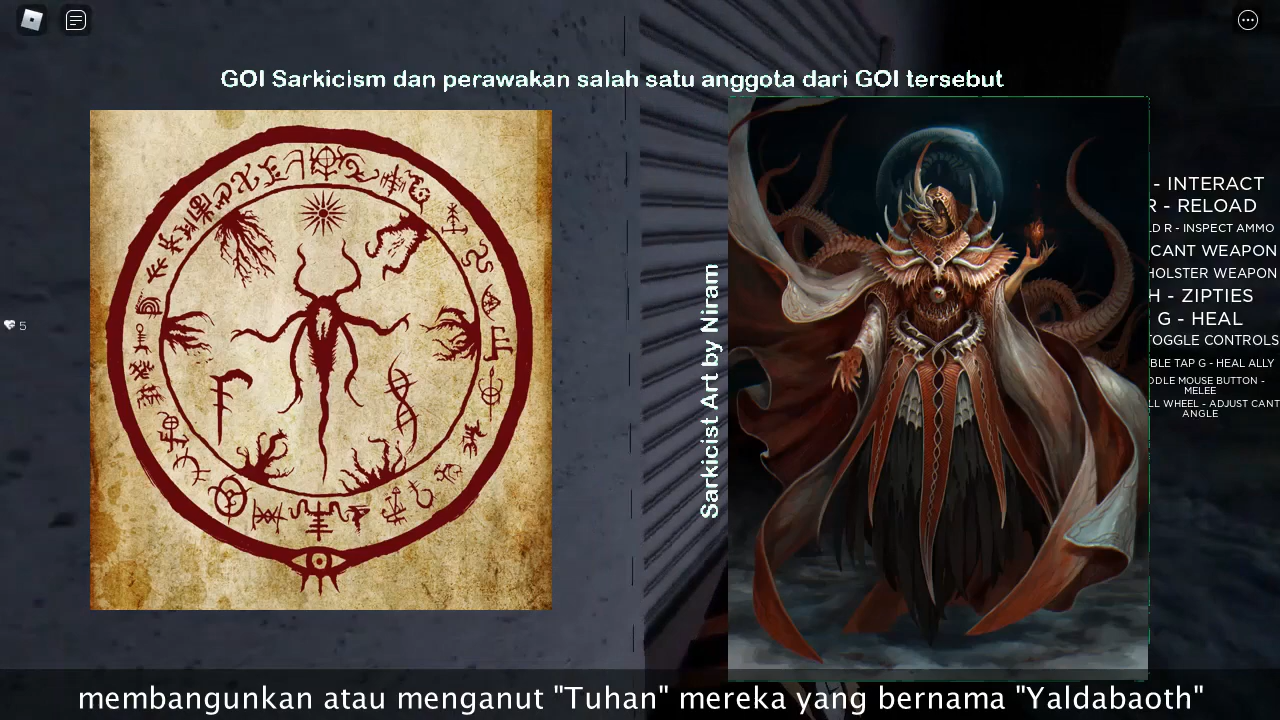 GOI Sarkicism dan perawakan salah satu anggota dari GOI tersebut
Sarkicist Art by Niram
- INTERACT
R - RELOAD
LD R - INSPECT AMMO
CANT WEAPON
HOLSTER WEAPON
H - ZIPTIES
G - HEAL
TOGGLE CONTROLS
BLE TAP G - HEAL ALLY
DDLE MOUSE BUTTON -
MELEE
LL WHEEL - ADJUST CANT
ANGLE
5
membangunkan atau menganut "Tuhan" mereka yang bernama "Yaldabaoth"